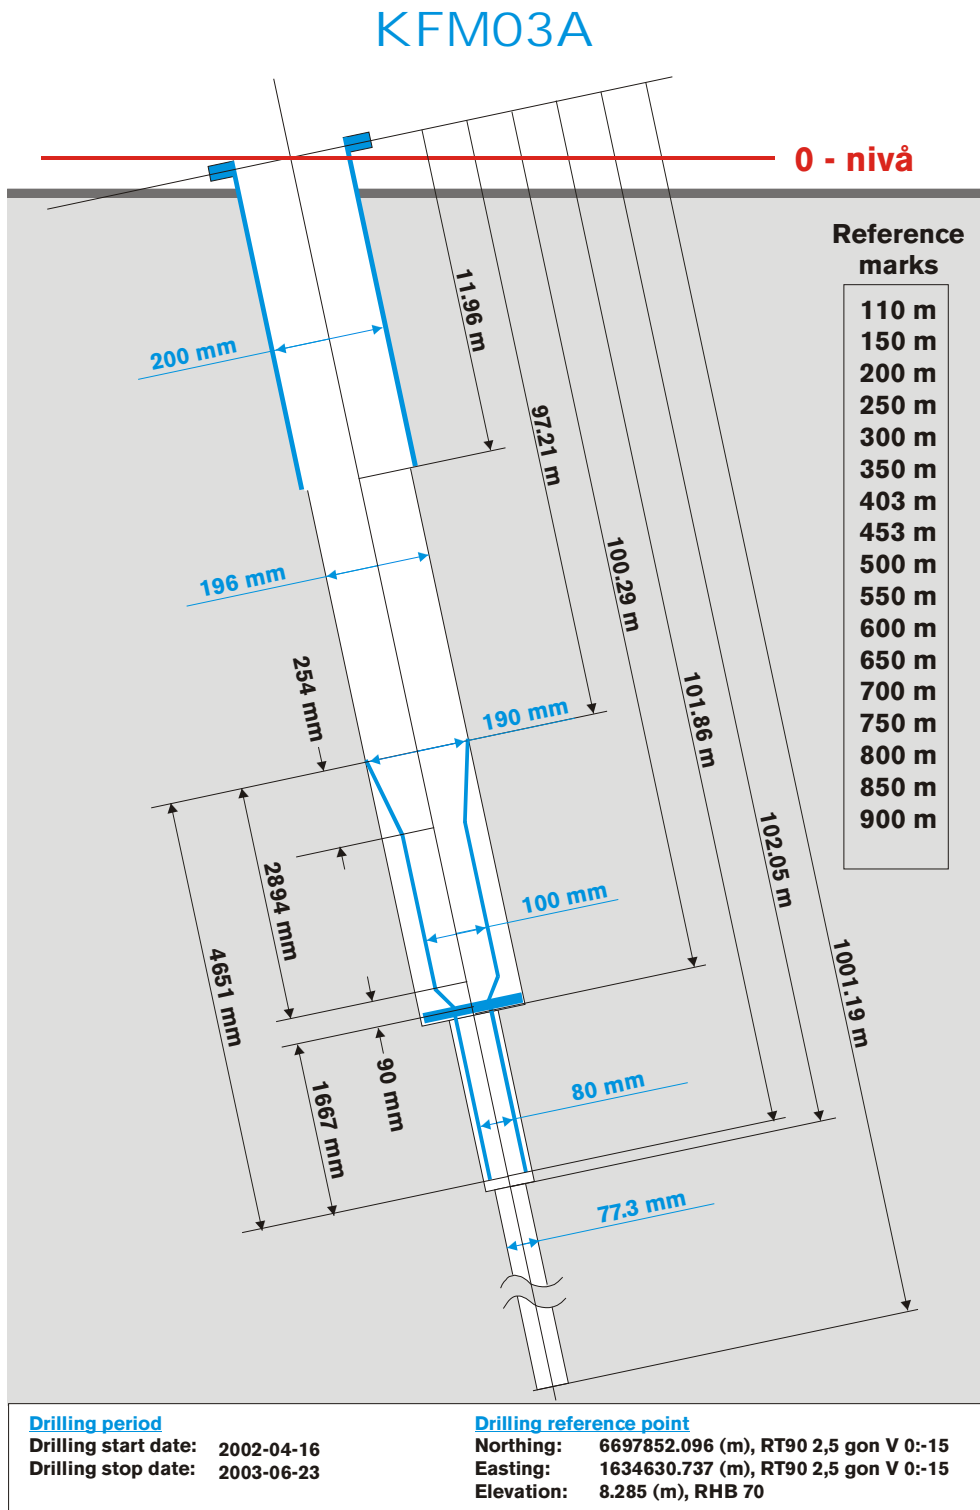 KFM03A
0 - nivå
Reference
marks
110 m
150 m
200 m
250 m
300 m
350 m
403 m
453 m
500 m
550 m
600 m
650 m
700 m
750 m
800 m
850 m
900 m
11.96 m
200 mm
97.21 m
100.29 m
196 mm
254 mm
190 mm
101.86 m
102.05 m
2894 mm
100 mm
4651 mm
1001.19 m
90 mm
1667 mm
80 mm
77.3 mm
Drilling period
Drilling start date: 2002-04-16
Drilling stop date: 2003-06-23
Drilling reference point
Northing: 6697852.096 (m), RT90 2,5 gon V 0:-15
Easting: 1634630.737 (m), RT90 2,5 gon V 0:-15
Elevation: 8.285 (m), RHB 70